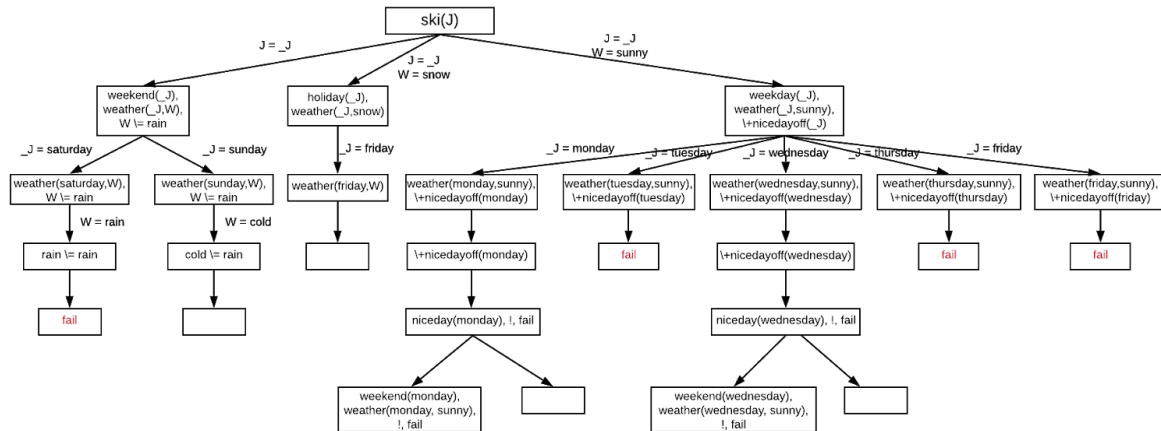 ski(J)
J = _J
J = _J
W = snow
J = _J
W = sunny
weekend(_J),
weather(_J,W),
W \= rain
holiday(_J),
weather(_J,snow)
weekday(_J),
weather(_J,sunny),
\+nicedayoff(_J)
_J = saturday
_J = sunday
_J = friday
_J = monday
_J = tuesday
_J = wednesday
_J = thursday
_J = friday
weather(saturday,W),
W \= rain
weather(sunday,W),
W \= rain
weather(friday,W)
weather(monday,sunny),
\+nicedayoff(monday)
weather(tuesday,sunny),
\+nicedayoff(tuesday)
weather(wednesday,sunny),
\+nicedayoff(wednesday)
weather(thursday,sunny),
\+nicedayoff(thursday)
weather(friday,sunny),
\+nicedayoff(friday)
W = rain
W = cold
rain \= rain
cold \= rain
\+nicedayoff(monday)
fail
\+nicedayoff(wednesday)
fail
fail
fail
niceday(monday), !, fail
niceday(wednesday), !, fail
weekend(monday),
weather(monday, sunny),
!, fail
weekend(wednesday),
weather(wednesday, sunny),
!, fail